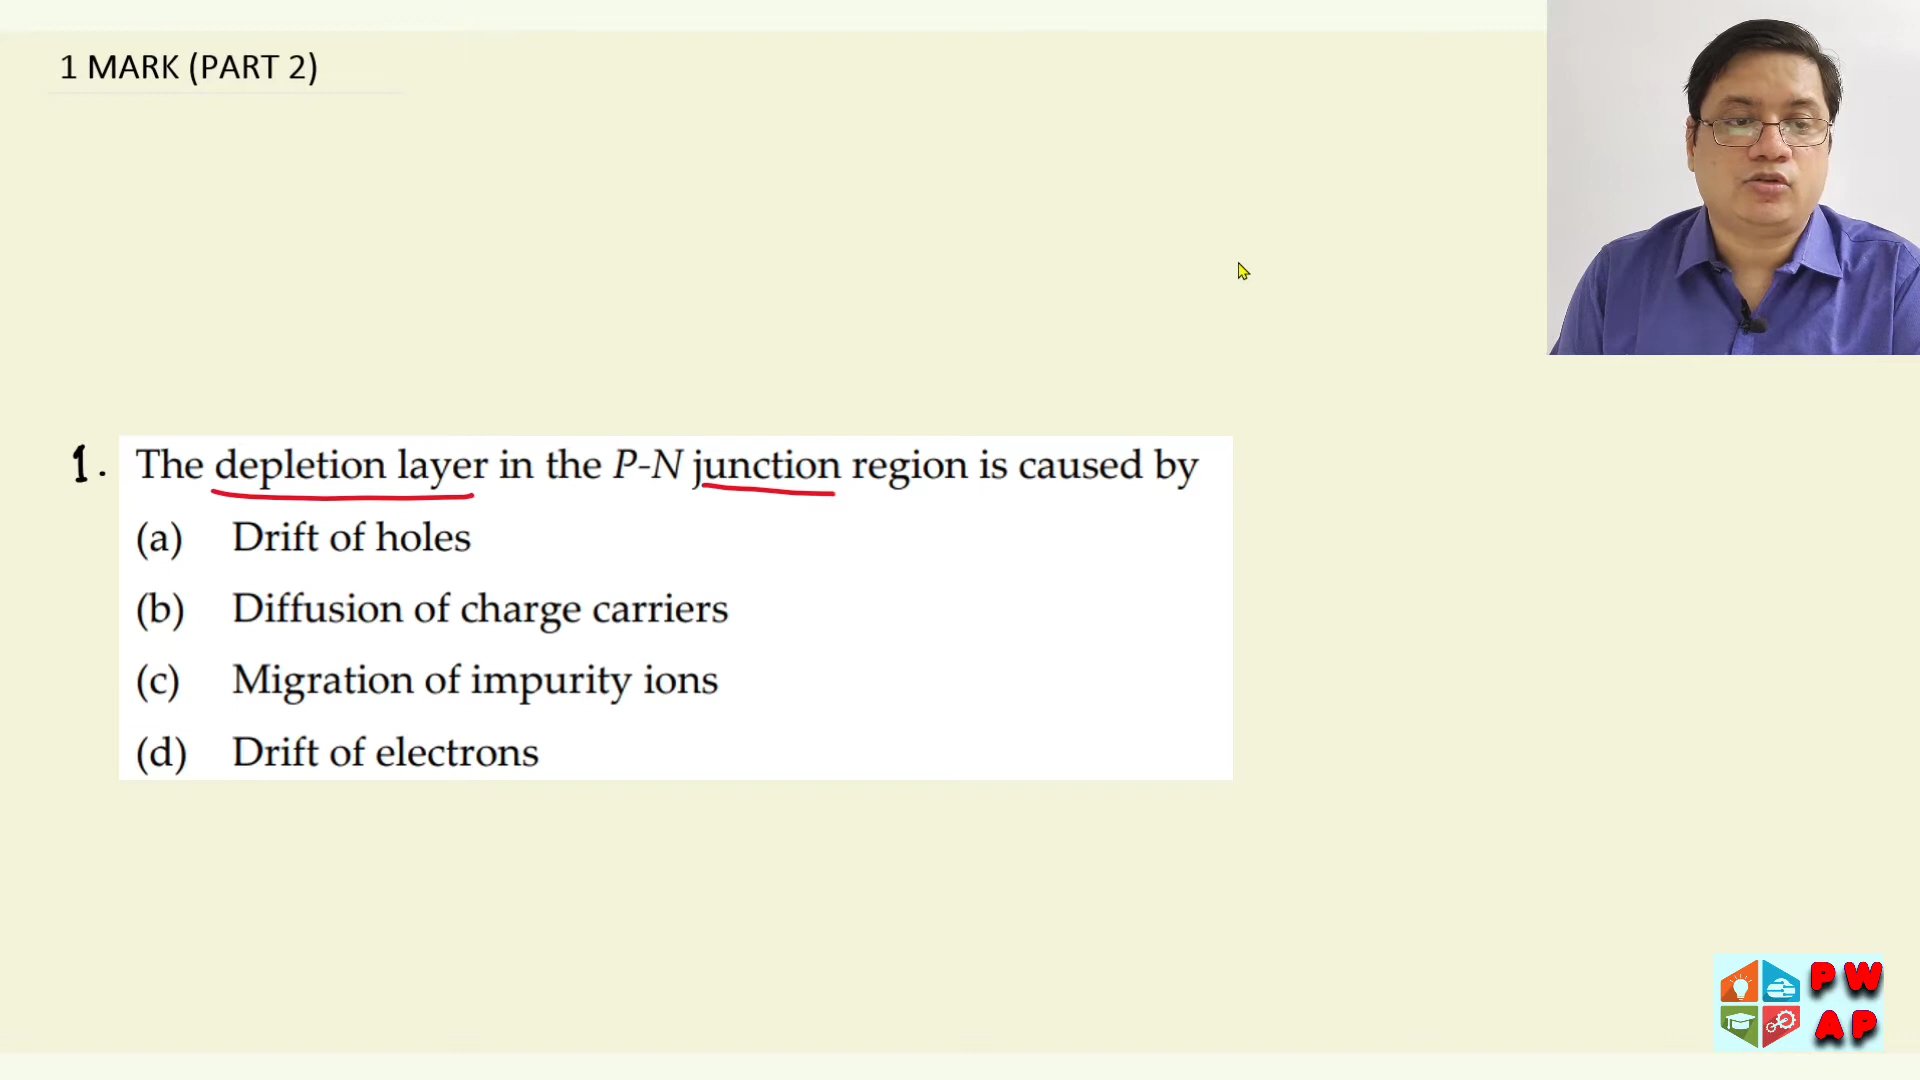 1 MARK (PART 2)
1. The depletion layer in the P-N junction region is caused by
(a) Drift of holes
(b) Diffusion of charge carriers
(c) Migration of impurity ions
(d) Drift of electrons
P W
A P